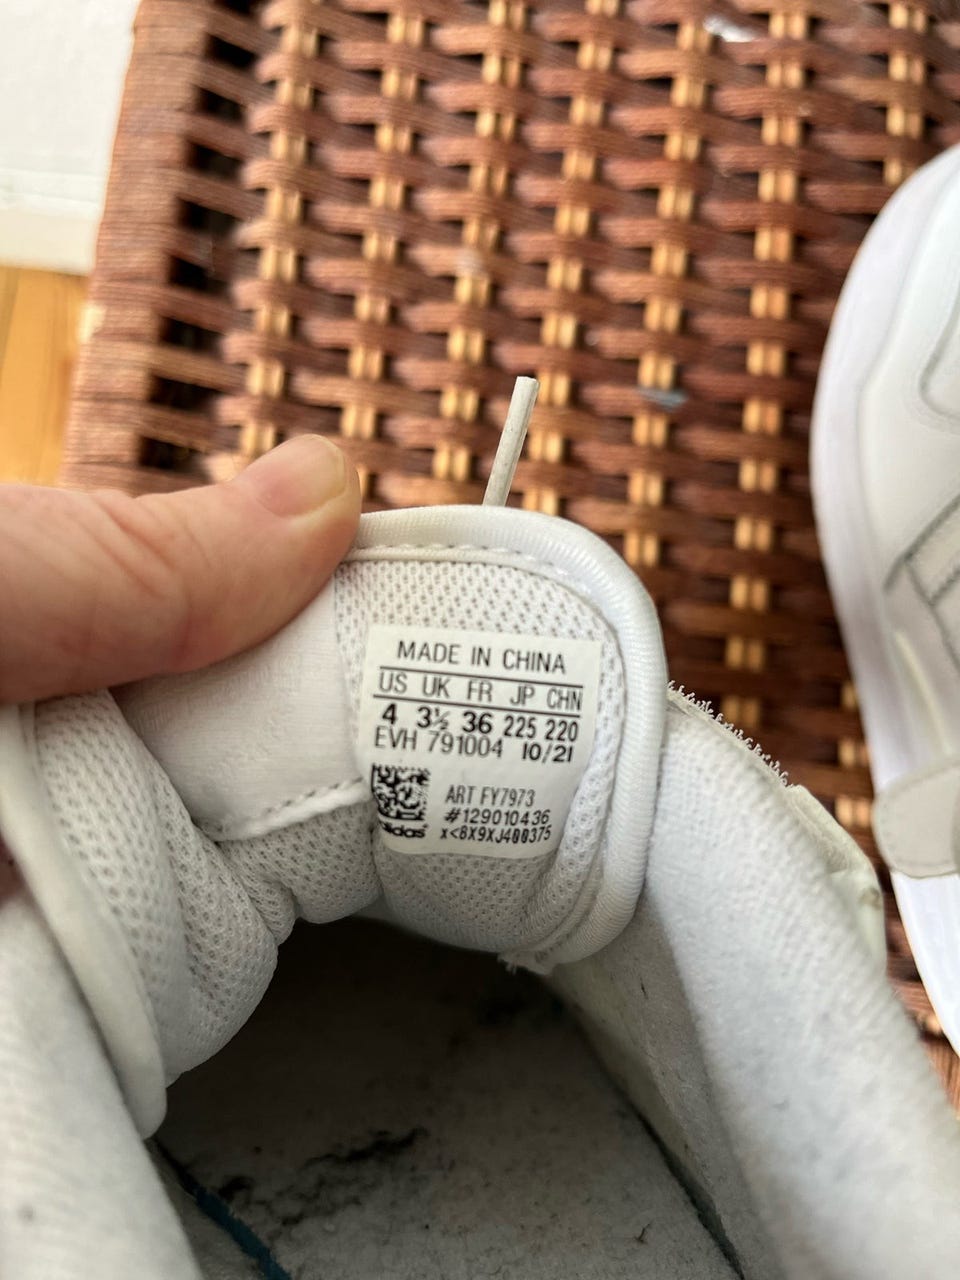 MADE IN CHINA
US UK FR JP CHN
4 3½ 36 225 220
EVH 791004 10/21
ART FY7973
#129010436
x<8X9XJ400375
adidas